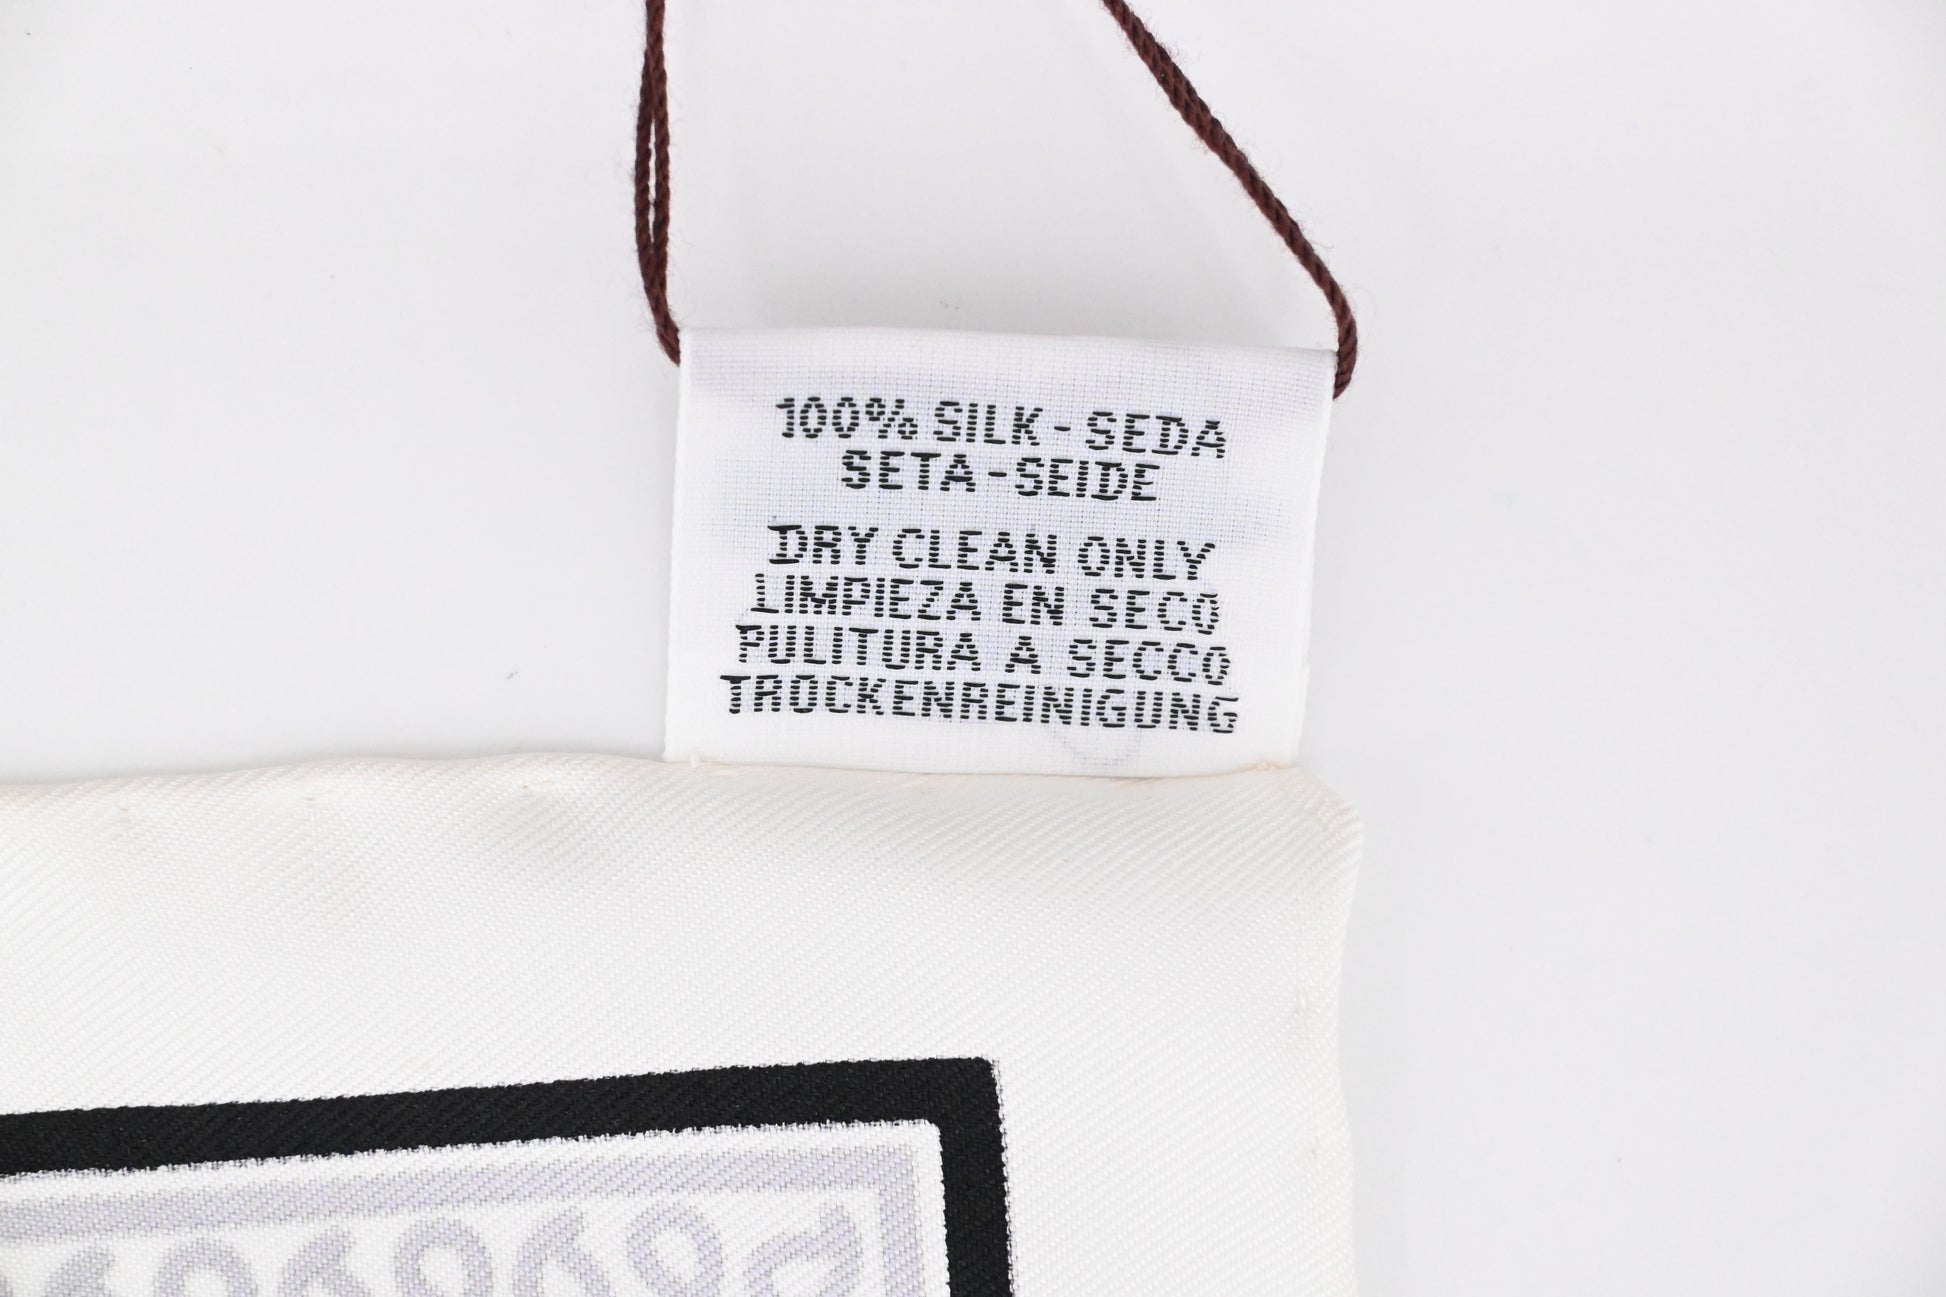 100% SILK - SEDA
SETA - SEIDE
DRY CLEAN ONLY
LIMPIEZA EN SECO
PULITURA A SECCO
TROCKENREINIGUNG